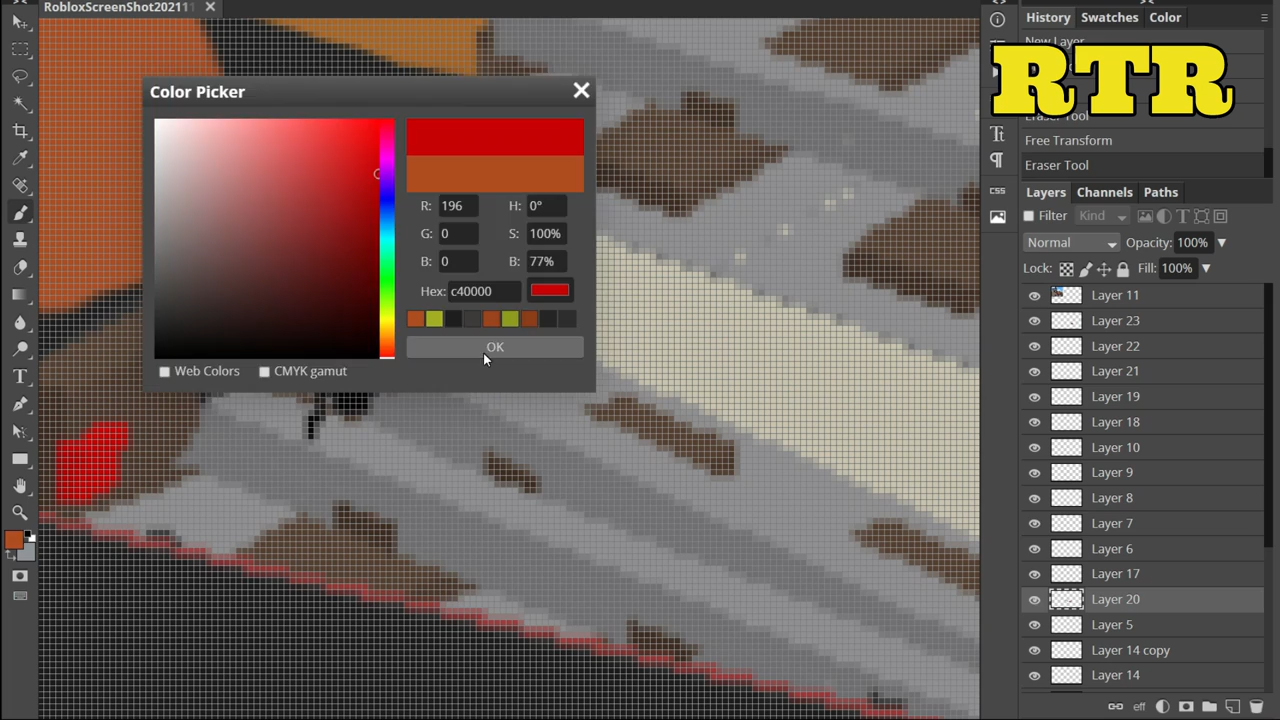 RobloxScreenShot20211
History
Swatches
Color
New Layer
RTR
Eraser Tool
Free Transform
Eraser Tool
Color Picker
R: 196 H: 0°
G: 0 S: 100%
B: 0 B: 77%
Hex: c40000
OK
Web Colors
CMYK gamut
css
Layers
Channels
Paths
Filter
Kind
Normal
Opacity: 100%
Lock:
Fill: 100%
Layer 11
Layer 23
Layer 22
Layer 21
Layer 19
Layer 18
Layer 10
Layer 9
Layer 8
Layer 7
Layer 6
Layer 17
Layer 20
Layer 5
Layer 14 copy
Layer 14
eff